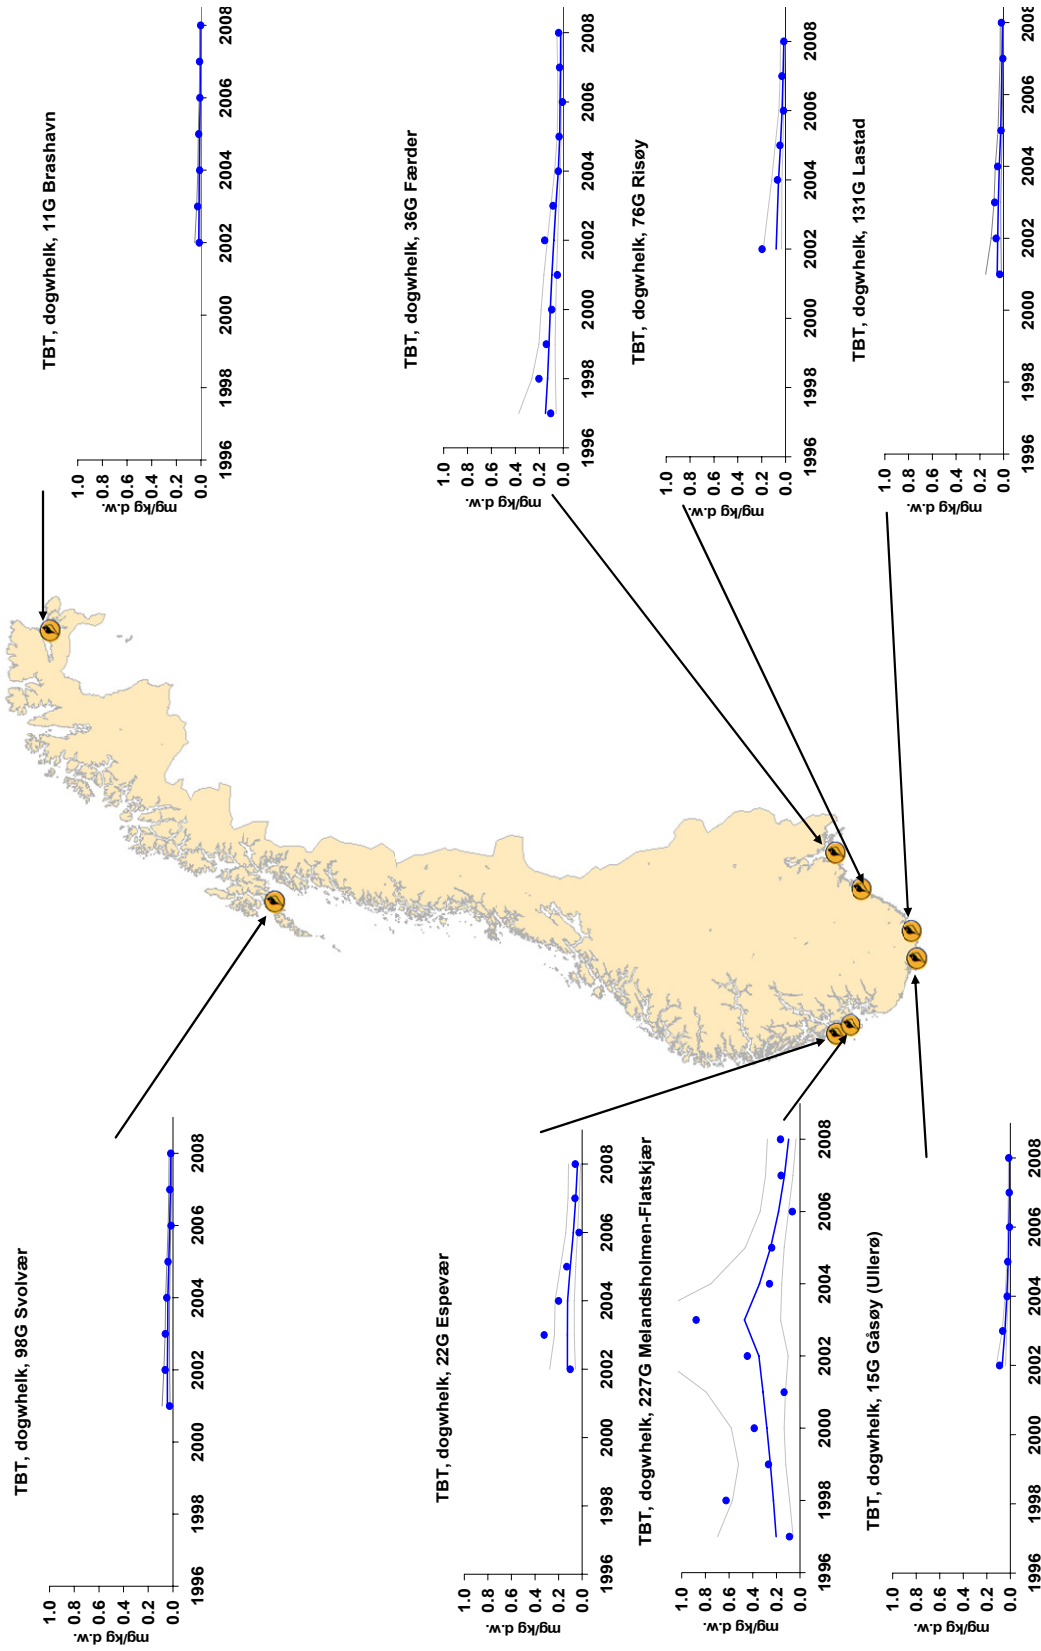 TBT, dogwhelk, 98G Svolvær
mg/kg d.w.
1.0
0.8
0.6
0.4
0.2
0.0
1996 1998 2000 2002 2004 2006 2008
TBT, dogwhelk, 22G Espevær
mg/kg d.w.
1.0
0.8
0.6
0.4
0.2
0.0
1996 1998 2000 2002 2004 2006 2008
TBT, dogwhelk, 227G Melandsholmen-Flatskjær
mg/kg d.w.
1.0
0.8
0.6
0.4
0.2
0.0
1996 1998 2000 2002 2004 2006 2008
TBT, dogwhelk, 15G Gåsøy (Ullerø)
mg/kg d.w.
1.0
0.8
0.6
0.4
0.2
0.0
1996 1998 2000 2002 2004 2006 2008
TBT, dogwhelk, 11G Brashavn
mg/kg d.w.
1.0
0.8
0.6
0.4
0.2
0.0
1996 1998 2000 2002 2004 2006 2008
TBT, dogwhelk, 36G Færder
mg/kg d.w.
1.0
0.8
0.6
0.4
0.2
0.0
1996 1998 2000 2002 2004 2006 2008
TBT, dogwhelk, 76G Risøy
mg/kg d.w.
1.0
0.8
0.6
0.4
0.2
0.0
1996 1998 2000 2002 2004 2006 2008
TBT, dogwhelk, 131G Lastad
mg/kg d.w.
1.0
0.8
0.6
0.4
0.2
0.0
1996 1998 2000 2002 2004 2006 2008